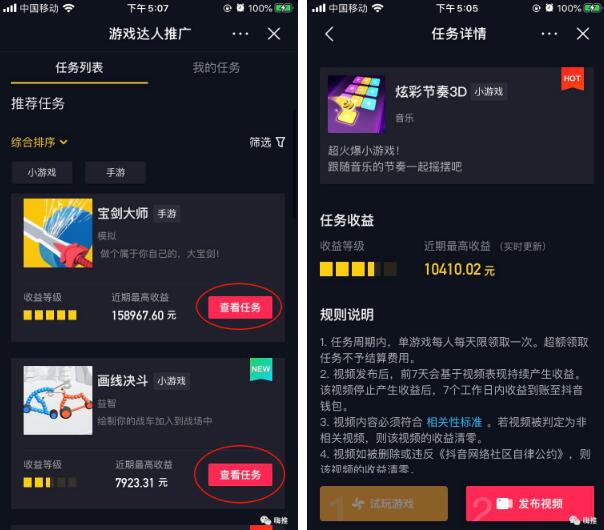 中国移动
下午 5:07
100%
游戏达人推广
任务列表
我的任务
推荐任务
综合排序
筛选
小游戏
手游
宝剑大师
手游
模拟
做个属于你自己的,大宝剑!
收益等级
近期最高收益
158967.60 元
查看任务
NEW
画线决斗
小游戏
益智
绘制你的战车加入到战场中
收益等级
近期最高收益
7923.31 元
查看任务
嗨推
中国移动
下午 5:05
100%
任务详情
HOT
炫彩节奏3D
小游戏
音乐
超火爆小游戏!
跟随音乐的节奏一起摇摆吧
任务收益
收益等级
近期最高收益 (实时更新)
10410.02 元
规则说明
1. 任务周期内,单游戏每人每天限领取一次。超额领取
任务不予结算费用。
2. 视频发布后,前7天会基于视频表现持续产生收益。
该视频停止产生收益后,7个工作日内收益到账至抖音
钱包。
3. 视频内容必须符合 相关性标准 。若视频被判定为非
相关视频,则该视频的收益清零。
4. 视频如被删除或违反《抖音网络社区自律公约》,则
该视频的收益清零。
1
试玩游戏
2
发布视频
嗨推